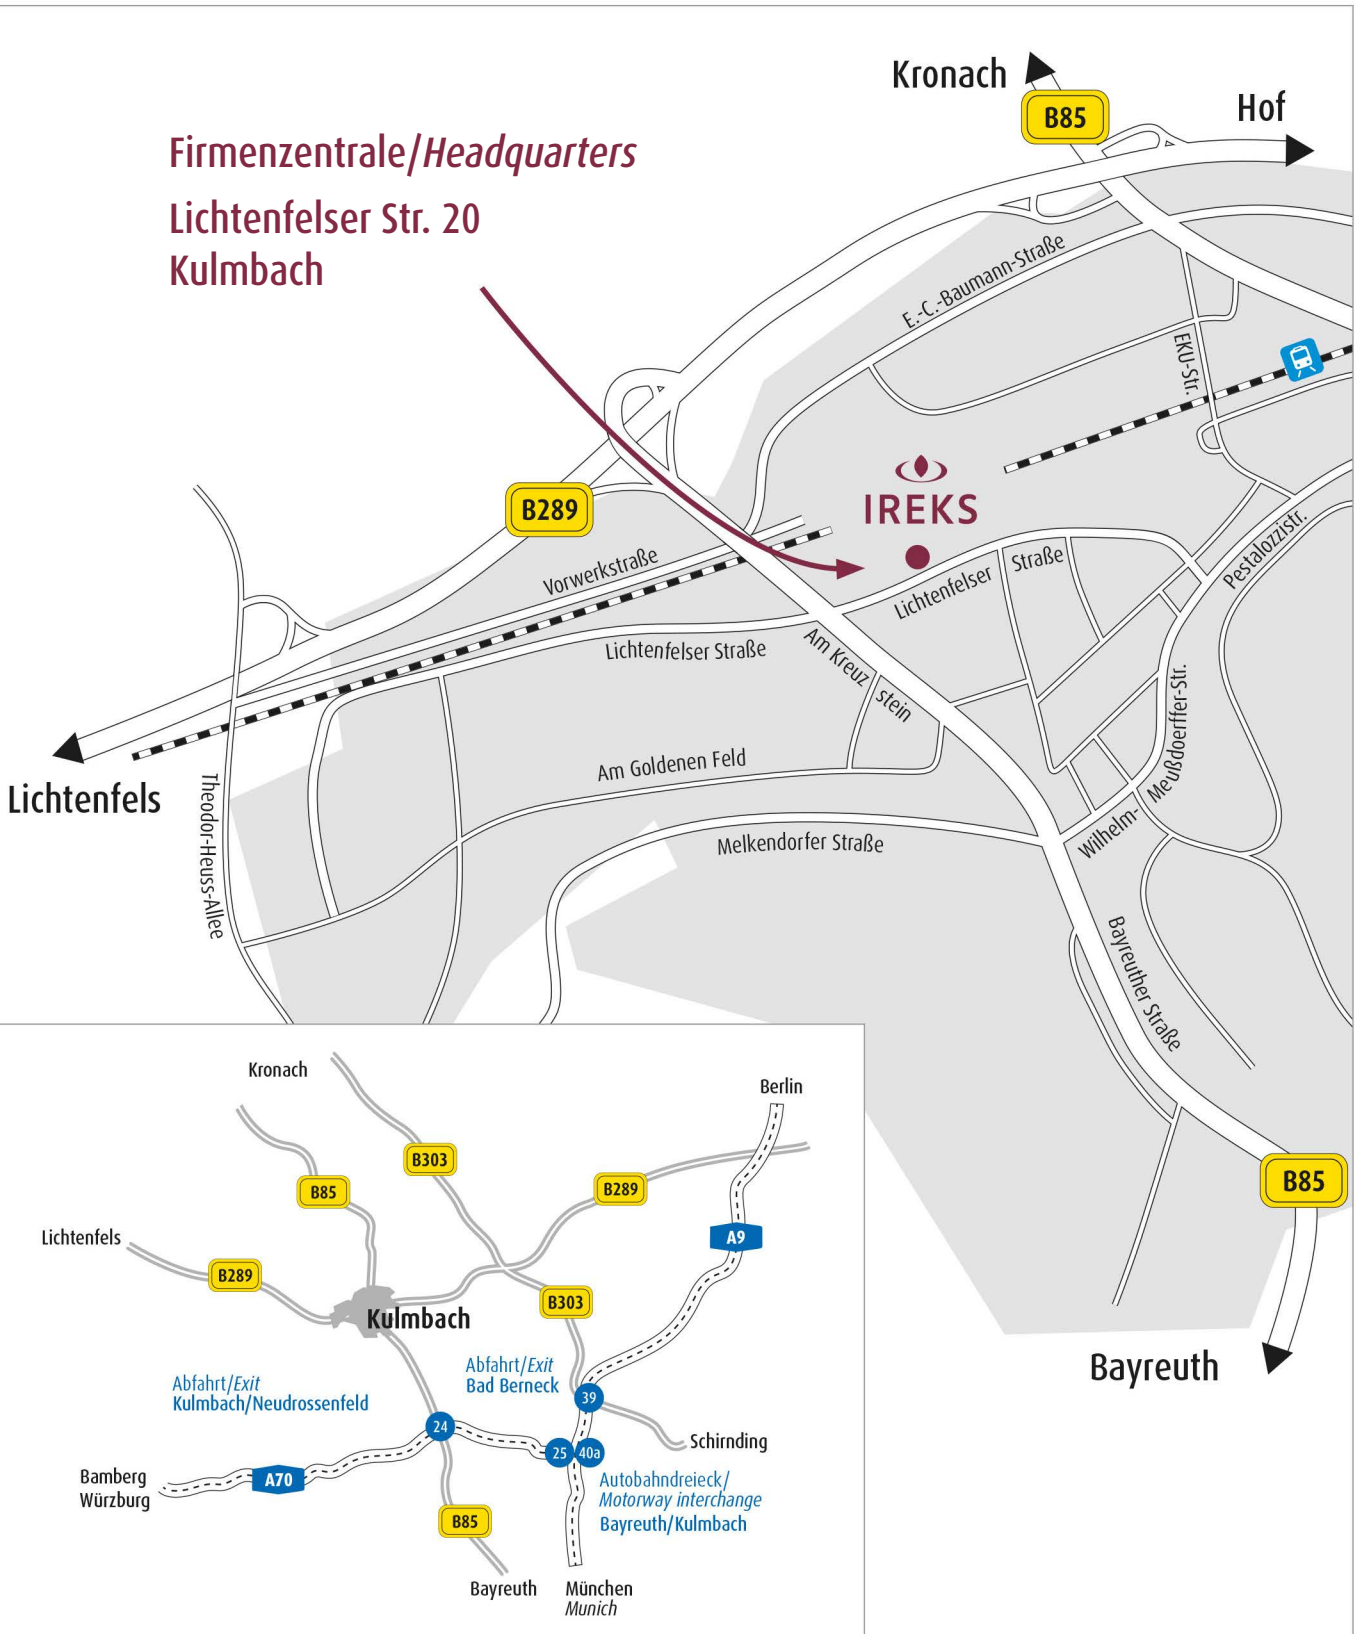 Kronach
B85
Hof
Firmenzentrale/Headquarters
Lichtenfelser Str. 20
Kulmbach
E.-C.-Baumann-Straße
EKU-Str.
IREKS
B289
Vorwerkstraße
Pestalozzistr.
Lichtenfelser Straße
Lichtenfelser Straße
Am Kreuz
stein
Wilhelm-
Meußdoerffer-Str.
Am Goldenen Feld
Lichtenfels
Theodor-Heuss-Allee
Melkendorfer Straße
Bayreuther Straße
B85
Bayreuth
Kronach
Berlin
B303
B85
B289
Lichtenfels
A9
B289
Kulmbach
B303
Abfahrt/Exit
Bad Berneck
Abfahrt/Exit
Kulmbach/Neudrossenfeld
39
24
25
40a
Schirnding
Bamberg
Würzburg
A70
Autobahndreieck/
Motorway interchange
Bayreuth/Kulmbach
B85
Bayreuth
München
Munich